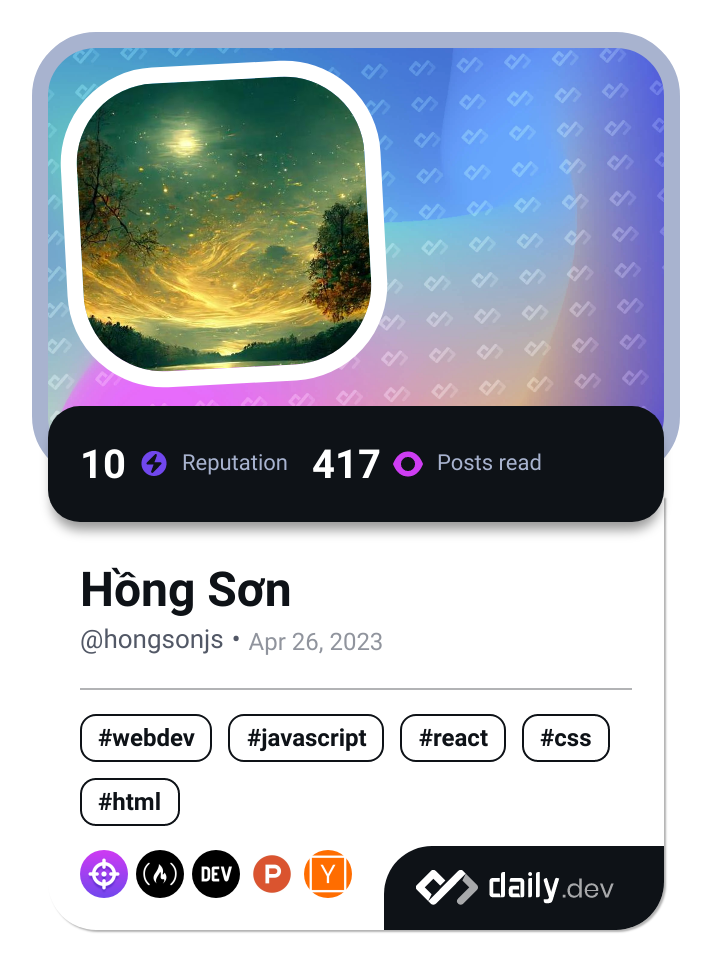 10 Reputation 417 Posts read
Hồng Sơn
@hongsonjs • Apr 26, 2023
#webdev #javascript #react #css
#html
DEV P Y daily.dev